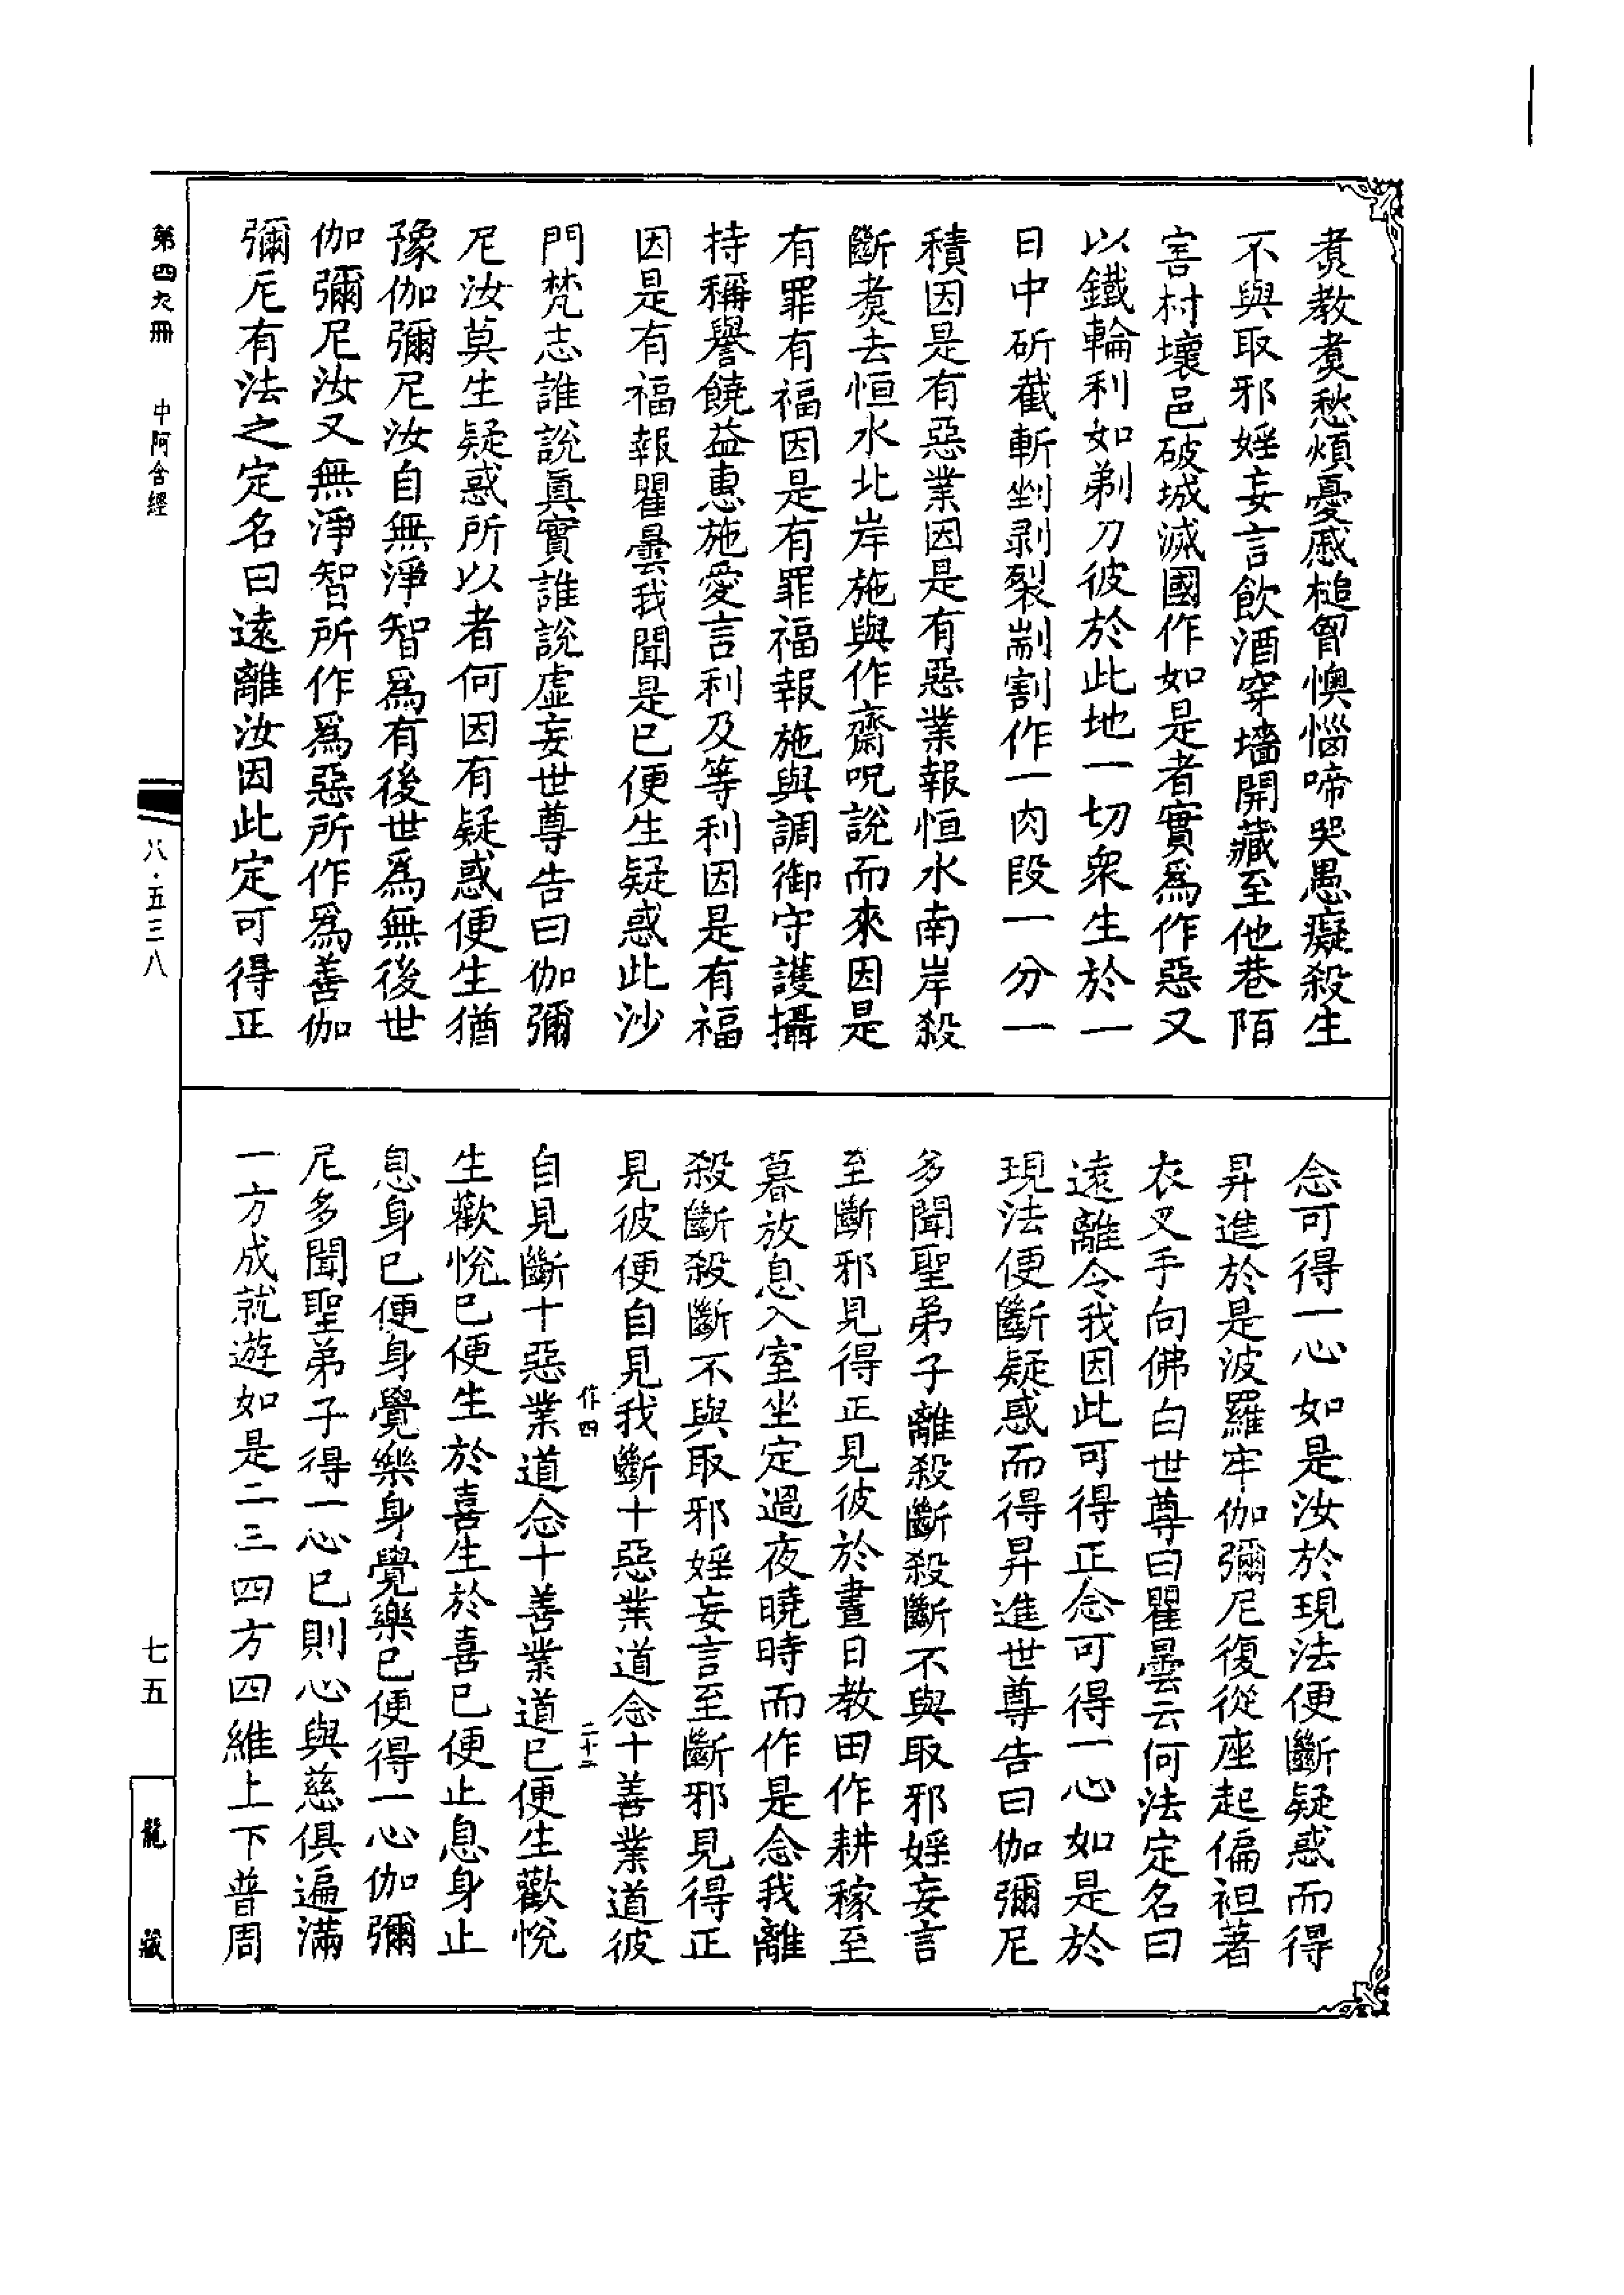 煑教煑愁煩憂慼槌胷懊惱啼哭愚癡殺生
不與取邪婬妄言飲酒穿墻開藏至他巷陌
害村壞邑破城滅國作如是者實爲作惡又
以鐵輪利如剃刀彼於此地一切衆生於一
日中斫截斬剉剥裂剬割作一肉段一分一
積因是有惡業因是有惡業報恒水南岸殺
斷煑去恒水北岸施與作齋呪說而來因是
有罪有福因是有罪福報施與調御守護攝
持稱譽饒益惠施愛言利及等利因是有福
因是有福報瞿曇我聞是已便生疑惑此沙
門梵志誰說眞實誰說虛妄世尊告曰伽彌
尼汝莫生疑惑所以者何因有疑惑便生猶
豫伽彌尼汝自無淨智爲有後世爲無後世
伽彌尼汝又無淨智所作爲惡所作爲善伽
彌尼有法之定名曰遠離汝因此定可得正
念可得一心如是汝於現法便斷疑惑而得
昇進於是波羅牢伽彌尼復從座起偏袒著
衣叉手向佛白世尊曰瞿曇云何法定名曰
遠離令我因此可得正念可得一心如是於
現法便斷疑惑而得昇進世尊告曰伽彌尼
多聞聖弟子離殺斷殺斷不與取邪婬妄言
至斷邪見得正見彼於晝日教田作耕稼至
暮放息入室坐定過夜曉時而作是念我離
殺斷殺斷不與取邪婬妄言至斷邪見得正
見彼便自見我斷十惡業道念十善業道彼
作四 二十二
自見斷十惡業道念十善業道已便生歡悅
生歡悅已便生於喜生於喜已便止息身止
息身已便身覺樂身覺樂已便得一心伽彌
尼多聞聖弟子得一心已則心與慈俱遍滿
一方成就遊如是二三四方四維上下普周
第四九冊 中阿含經
八·五三八
七五
龍藏